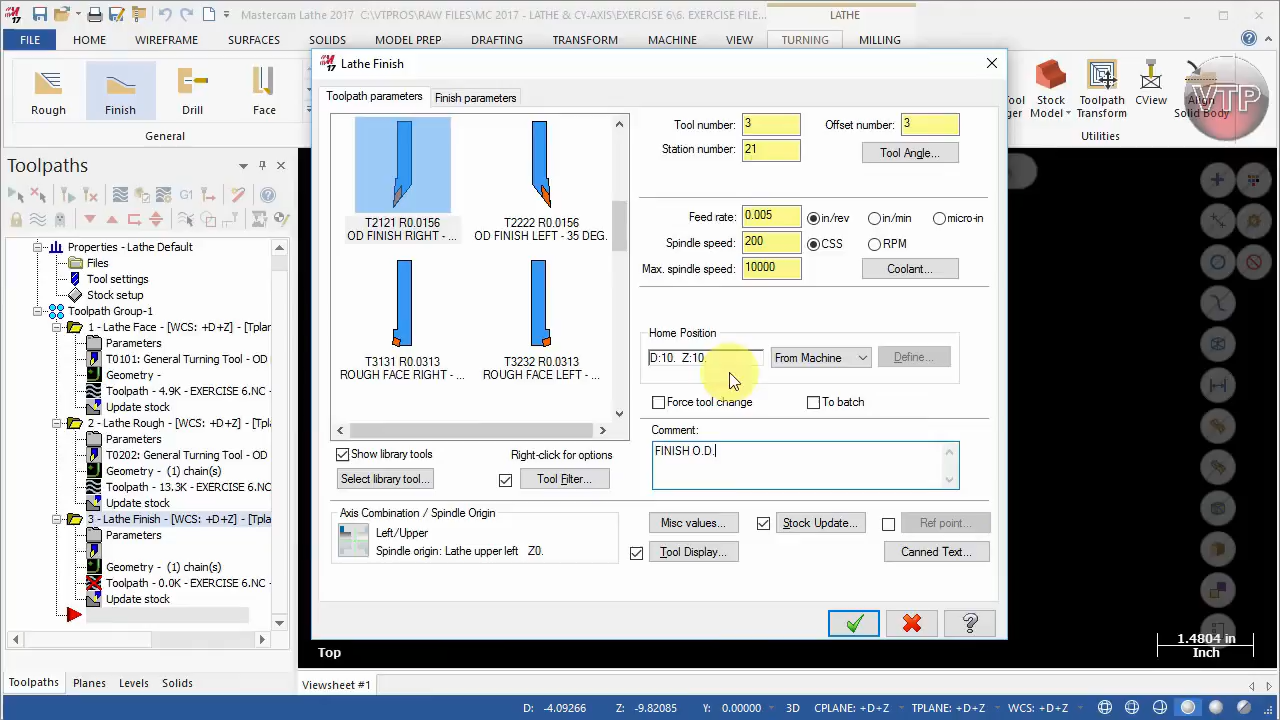 Mastercam Lathe 2017 - C:\VTPROS\RAW FILES\MC 2017 - LATHE & CY-AXIS\EXERCISE 6\6. EXERCISE FILE...
LATHE
FILE
HOME
WIREFRAME
SURFACES
SOLIDS
MODEL PREP
DRAFTING
TRANSFORM
MACHINE
VIEW
TURNING
MILLING
Rough
Finish
Drill
Face
General
Stock
Model
Toolpath
Transform
CView
Align
Solid Body
Utilities
VTP
Lathe Finish
Toolpath parameters
Finish parameters
Toolpaths
G1
Properties - Lathe Default
Files
Tool settings
Stock setup
Toolpath Group-1
1 - Lathe Face - [WCS: +D+Z] - [Tplan
Parameters
T0101: General Turning Tool - OD
Geometry -
Toolpath - 4.9K - EXERCISE 6.NC -
Update stock
2 - Lathe Rough - [WCS: +D+Z] - [Tp
Parameters
T0202: General Turning Tool - OD
Geometry - (1) chain(s)
Toolpath - 13.3K - EXERCISE 6.NC
Update stock
3 - Lathe Finish - [WCS: +D+Z] - [Tpla
Parameters
Geometry - (1) chain(s)
Toolpath - 0.0K - EXERCISE 6.NC -
Update stock
T2121 R0.0156
OD FINISH RIGHT - ...
T2222 R0.0156
OD FINISH LEFT - 35 DEG.
T3131 R0.0313
ROUGH FACE RIGHT - ...
T3232 R0.0313
ROUGH FACE LEFT - ...
Show library tools
Right-click for options
Select library tool...
Tool Filter...
Axis Combination / Spindle Origin
Left/Upper
Spindle origin: Lathe upper left Z0.
Tool number: 3
Offset number: 3
Station number: 21
Tool Angle...
Feed rate: 0.005
in/rev
in/min
micro-in
Spindle speed: 200
CSS
RPM
Max. spindle speed: 10000
Coolant...
Home Position
D:10. Z:10.
From Machine
Define...
Force tool change
To batch
Comment:
FINISH O.D.
Misc values...
Stock Update...
Ref point...
Tool Display...
Canned Text...
Top
1.4804 in
Inch
Toolpaths
Planes
Levels
Solids
Viewsheet #1
D: -4.09266
Z: -9.82085
Y: 0.00000
3D
CPLANE: +D+Z
TPLANE: +D+Z
WCS: +D+Z